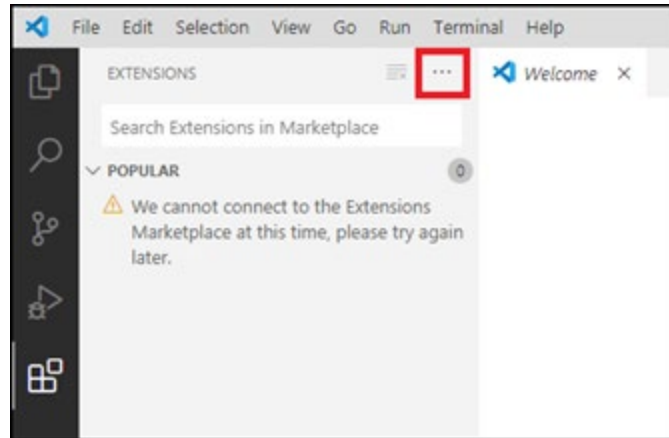 File Edit Selection View Go Run Terminal Help
EXTENSIONS
Welcome
Search Extensions in Marketplace
POPULAR
0
We cannot connect to the Extensions
Marketplace at this time, please try again
later.